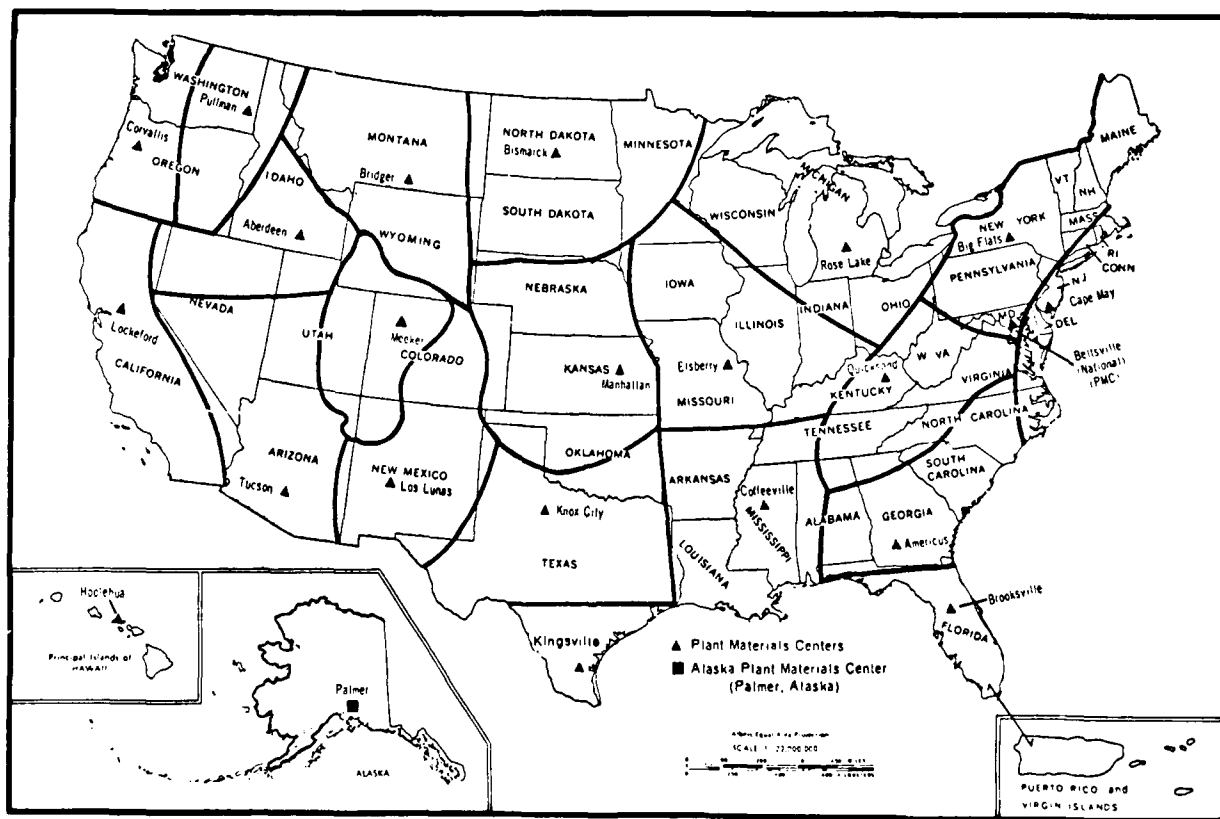 WASHINGTON
Pullman
Corvallis
OREGON
IDAHO
Aberdeen
MONTANA
Bridger
WYOMING
NORTH DAKOTA
Bismarck
SOUTH DAKOTA
MINNESOTA
WISCONSIN
MICHIGAN
Rose Lake
MAINE
VT
NH
MASS
RI
CONN
NEW YORK
Big Flats
PENNSYLVANIA
NJ
Cape May
DEL
MD
Beltsville
(National)
(PMC)
NEVADA
UTAH
Meeker
COLORADO
NEBRASKA
IOWA
ILLINOIS
INDIANA
OHIO
W VA
VIRGINIA
Lockeford
CALIFORNIA
KANSAS
Manhattan
Elsberry
MISSOURI
Quicksand
KENTUCKY
TENNESSEE
NORTH CAROLINA
SOUTH
CAROLINA
ARIZONA
Tucson
NEW MEXICO
Los Lunas
OKLAHOMA
Knox City
TEXAS
ARKANSAS
LOUISIANA
Coffeeville
MISSISSIPPI
ALABAMA
GEORGIA
Americus
Brooksville
FLORIDA
Kingsville
Plant Materials Centers
Alaska Plant Materials Center
(Palmer, Alaska)
Hoolehua
Principal Islands of
HAWAII
Palmer
ALASKA
Albers Equal Area Projection
PUERTO RICO and
VIRGIN ISLANDS